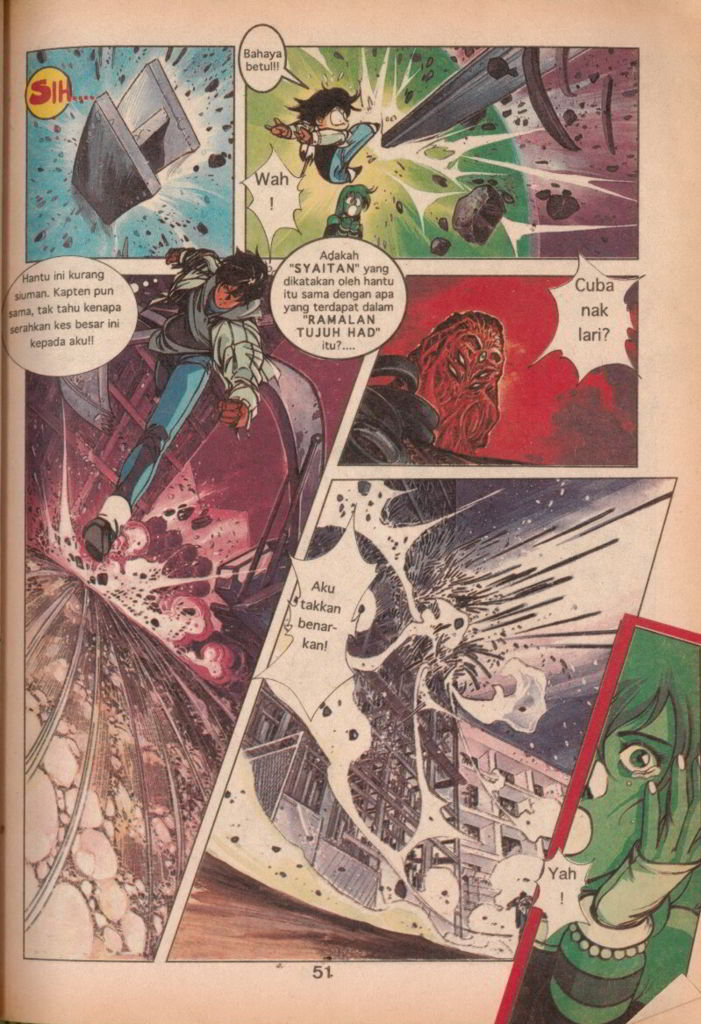 SIH....
Bahaya
betul!!!
Wah
!
Hantu ini kurang
siuman. Kapten pun
sama, tak tahu kenapa
serahkan kes besar ini
kepada aku!!
Adakah
"SYAITAN" yang
dikatakan oleh hantu
itu sama dengan apa
yang terdapat dalam
"RAMALAN
TUJUH HAD"
itu?....
Cuba
nak
lari?
Aku
takkan
benar-
kan!
Yah
!
51